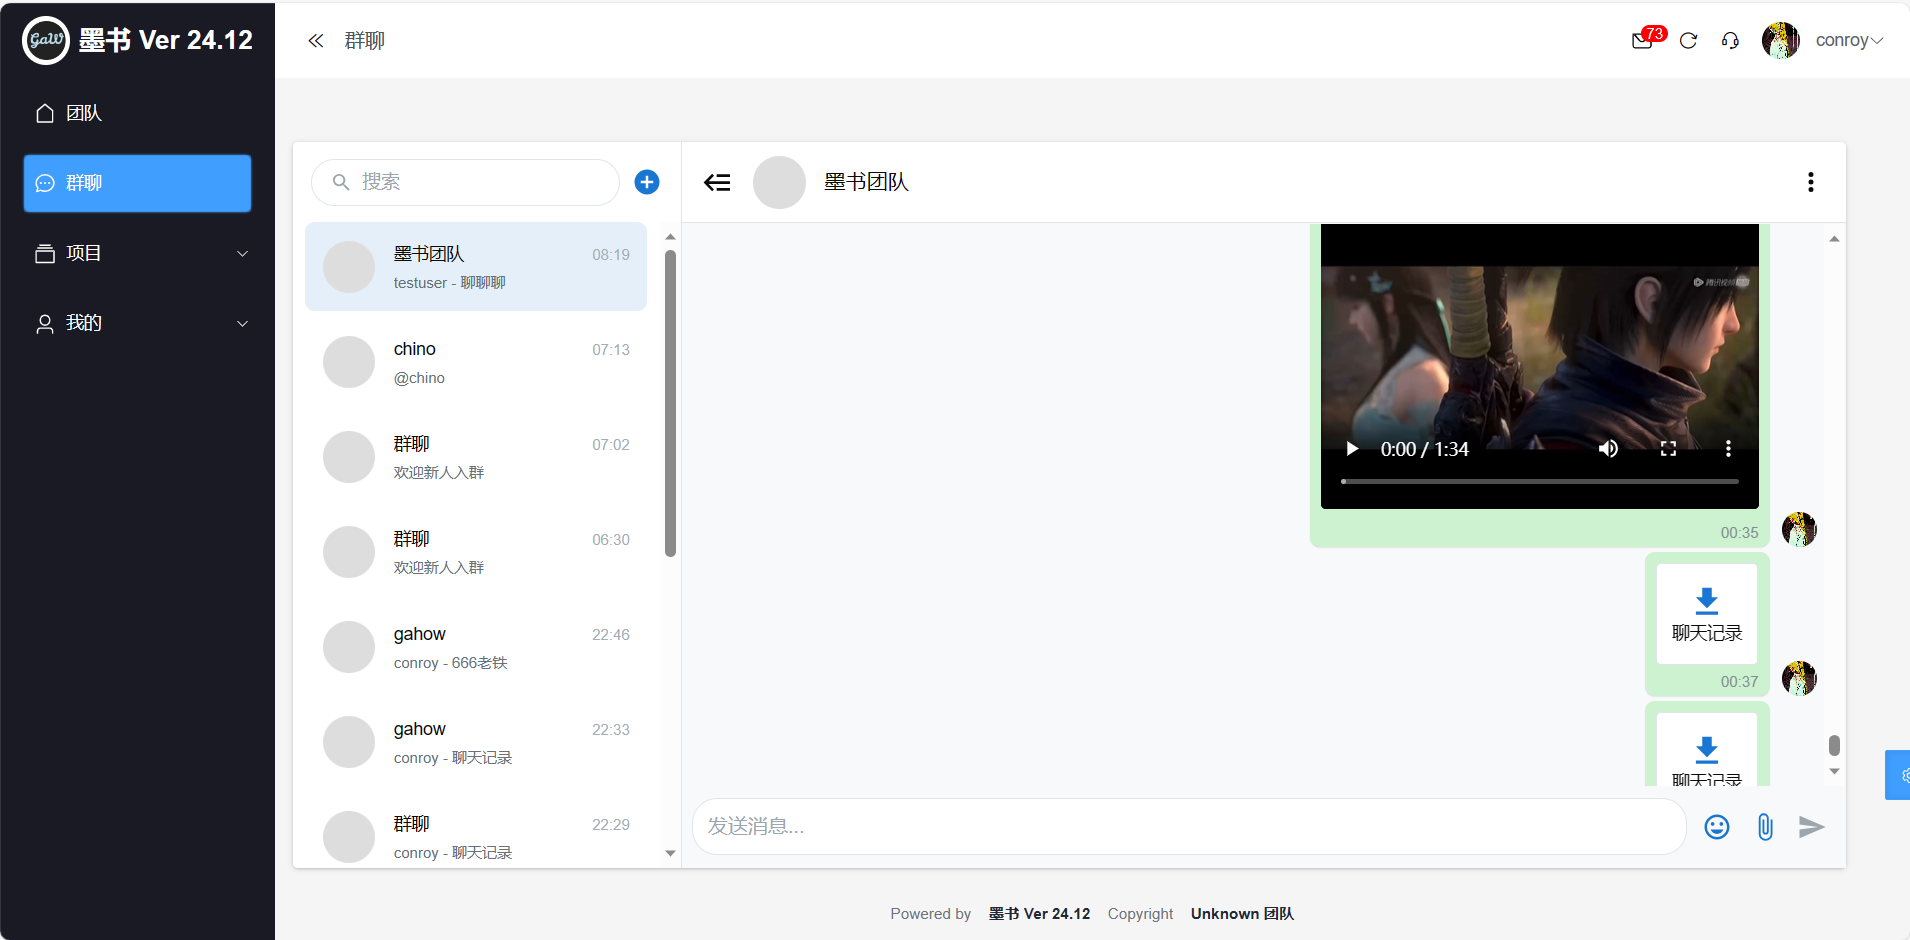 GaW
墨书 Ver 24.12
团队
群聊
项目
我的
群聊
73
conroy
搜索
墨书团队
08:19
testuser - 聊聊聊
chino
07:13
@chino
群聊
07:02
欢迎新人入群
群聊
06:30
欢迎新人入群
gahow
22:46
conroy - 666老铁
gahow
22:33
conroy - 聊天记录
群聊
22:29
conroy - 聊天记录
墨书团队
腾讯视频
0:00 / 1:34
00:35
聊天记录
00:37
聊天记录
发送消息...
Powered by 墨书 Ver 24.12 Copyright Unknown 团队